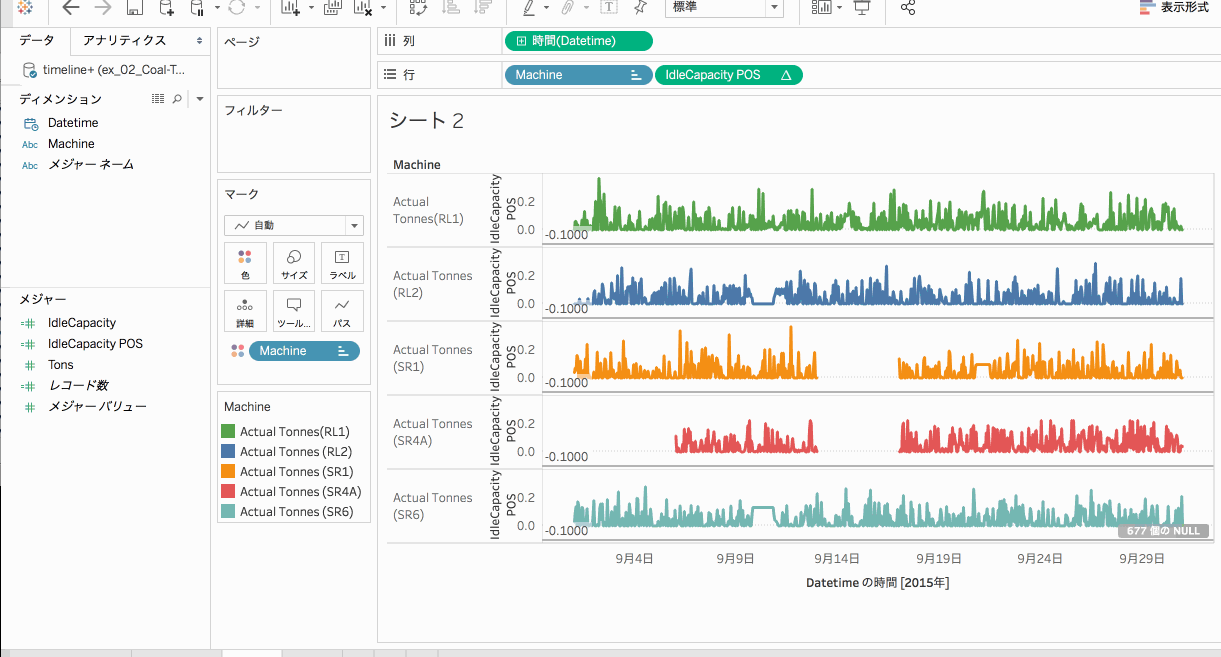 標準
表示形式
データ
アナリティクス
timeline+ (ex_02_Coal-T...
ディメンション
Datetime
Abc Machine
Abc メジャー ネーム
メジャー
IdleCapacity
IdleCapacity POS
Tons
レコード数
メジャー バリュー
ページ
フィルター
マーク
自動
色
サイズ
T
ラベル
詳細
ツール...
パス
Machine
Machine
Actual Tonnes(RL1)
Actual Tonnes (RL2)
Actual Tonnes (SR1)
Actual Tonnes (SR4A)
Actual Tonnes (SR6)
列
時間(Datetime)
行
Machine
IdleCapacity POS
シート 2
Machine
Actual
Tonnes(RL1)
IdleCapacity
POS
0.2
0.0
-0.1000
Actual Tonnes
(RL2)
IdleCapacity
POS
0.2
0.0
-0.1000
Actual Tonnes
(SR1)
IdleCapacity
POS
0.2
0.0
-0.1000
Actual Tonnes
(SR4A)
IdleCapacity
POS
0.2
0.0
-0.1000
Actual Tonnes
(SR6)
IdleCapacity
POS
0.2
0.0
-0.1000
677 個の NULL
9月4日
9月9日
9月14日
9月19日
9月24日
9月29日
Datetime の時間 [2015年]